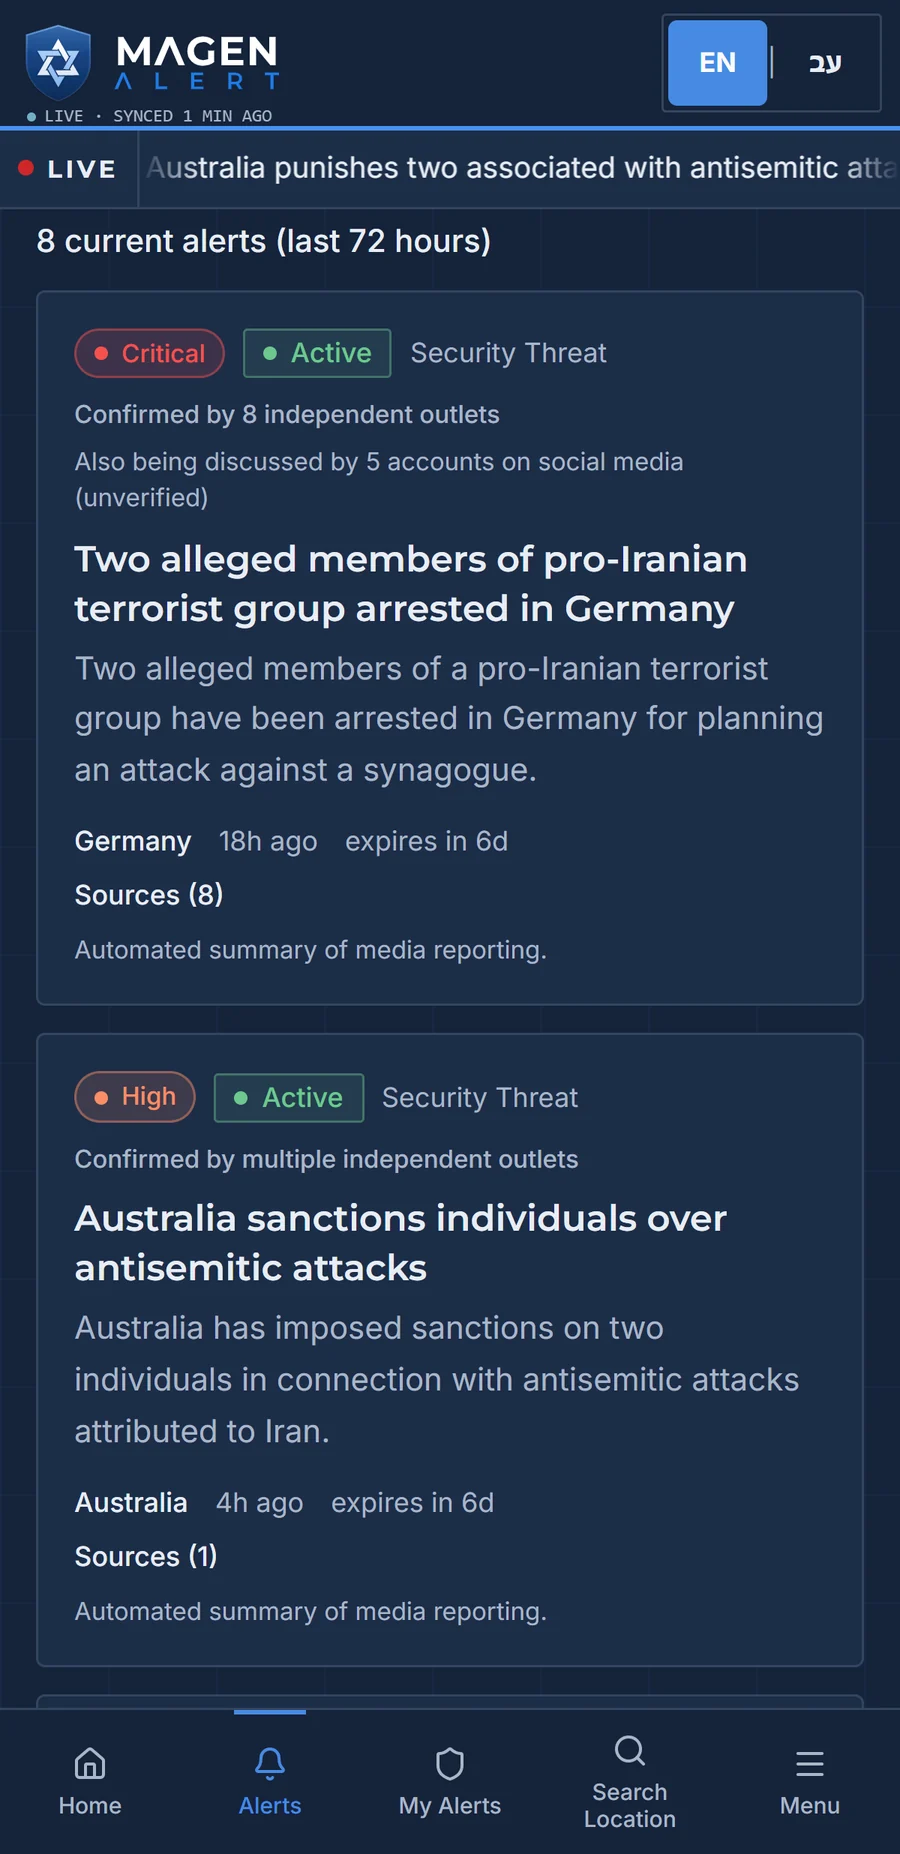 MAGEN
ALERT
LIVE · SYNCED 1 MIN AGO
EN | עב
LIVE
Australia punishes two associated with antisemitic atta
8 current alerts (last 72 hours)
Critical Active Security Threat
Confirmed by 8 independent outlets
Also being discussed by 5 accounts on social media
(unverified)
Two alleged members of pro-Iranian
terrorist group arrested in Germany
Two alleged members of a pro-Iranian terrorist
group have been arrested in Germany for planning
an attack against a synagogue.
Germany 18h ago expires in 6d
Sources (8)
Automated summary of media reporting.
High Active Security Threat
Confirmed by multiple independent outlets
Australia sanctions individuals over
antisemitic attacks
Australia has imposed sanctions on two
individuals in connection with antisemitic attacks
attributed to Iran.
Australia 4h ago expires in 6d
Sources (1)
Automated summary of media reporting.
Home
Alerts
My Alerts
Search
Location
Menu